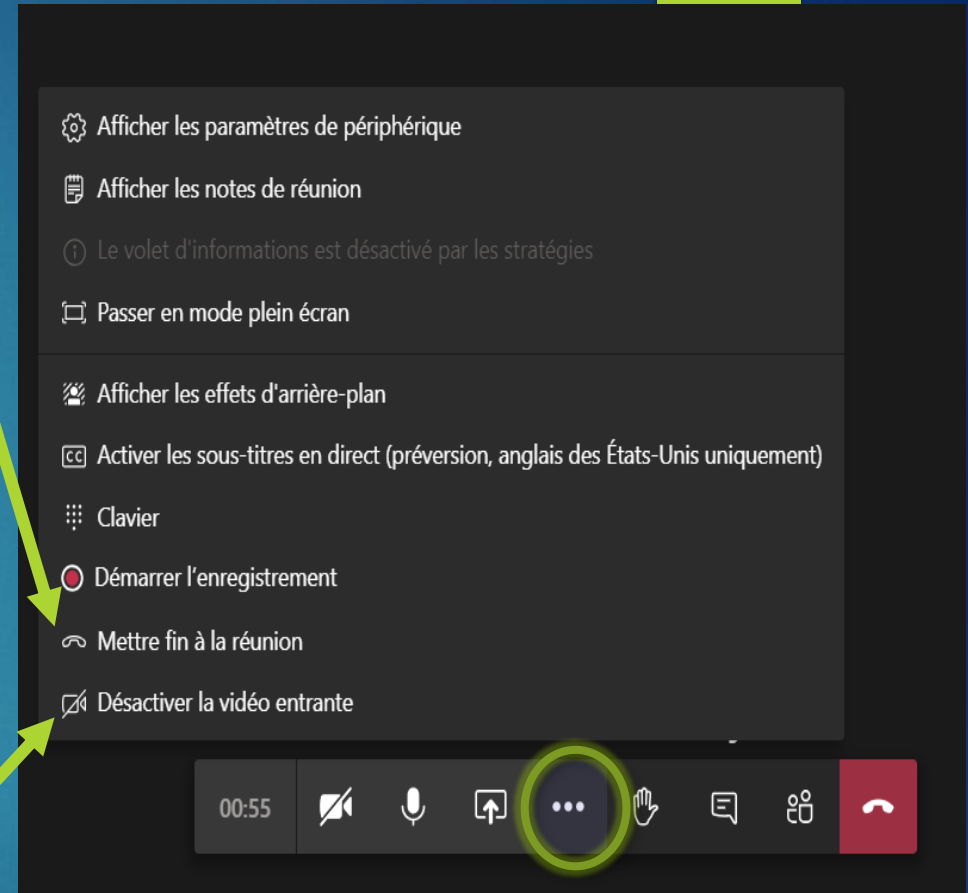 Afficher les paramètres de périphérique
Afficher les notes de réunion
Le volet d'informations est désactivé par les stratégies
Passer en mode plein écran
Afficher les effets d'arrière-plan
CC Activer les sous-titres en direct (préversion, anglais des États-Unis uniquement)
Clavier
Démarrer l'enregistrement
Mettre fin à la réunion
Désactiver la vidéo entrante
00:55